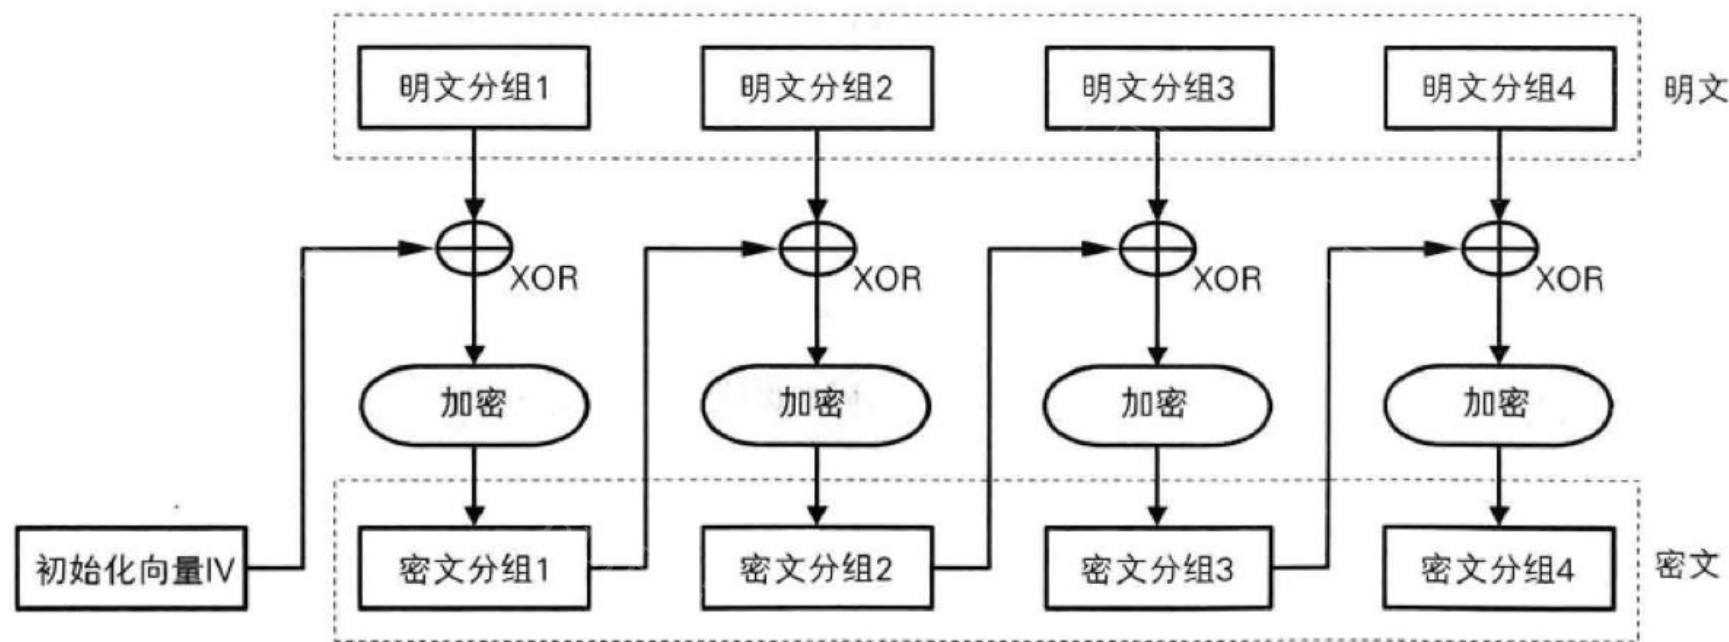 明文分组1
明文分组2
明文分组3
明文分组4
明文
XOR
XOR
XOR
XOR
加密
加密
加密
加密
初始化向量IV
密文分组1
密文分组2
密文分组3
密文分组4
密文